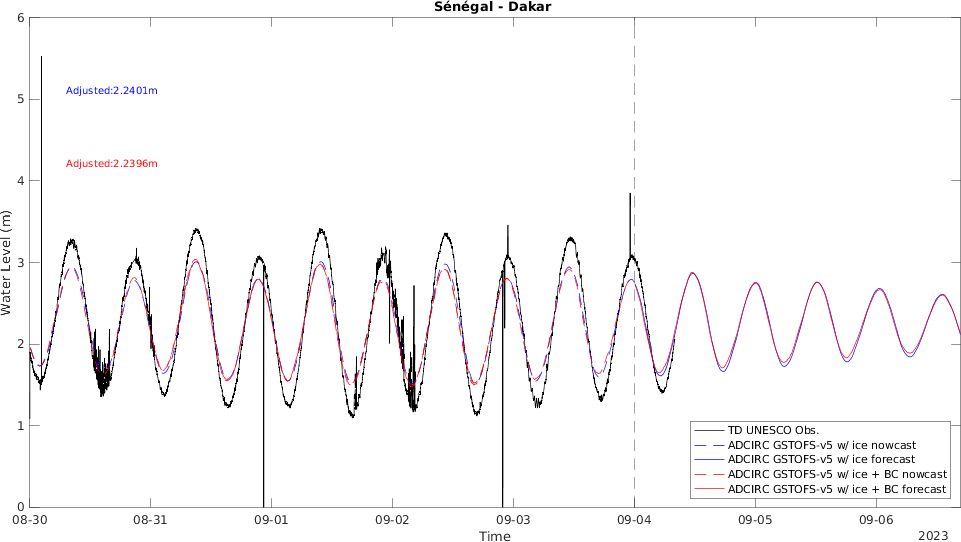 Sénégal - Dakar
6
5
4
3
2
1
0
Water Level (m)
Adjusted:2.2401m
Adjusted:2.2396m
TD UNESCO Obs.
ADCIRC GSTOFS-v5 w/ ice nowcast
ADCIRC GSTOFS-v5 w/ ice forecast
ADCIRC GSTOFS-v5 w/ ice + BC nowcast
ADCIRC GSTOFS-v5 w/ ice + BC forecast
08-30 08-31 09-01 09-02 09-03 09-04 09-05 09-06
Time
2023